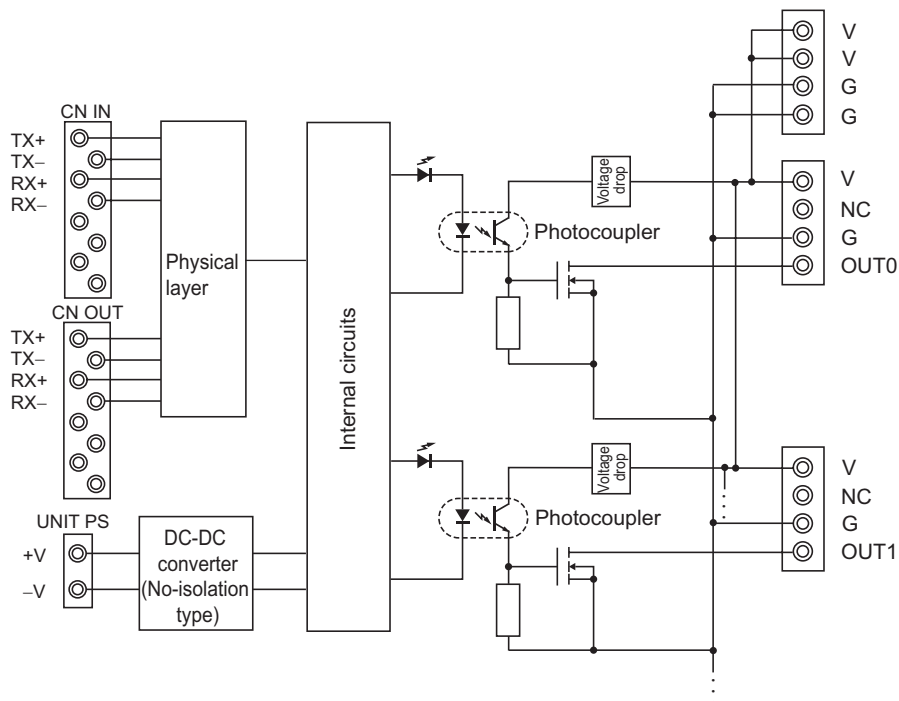 CN IN
TX+
TX−
RX+
RX−
CN OUT
TX+
TX−
RX+
RX−
UNIT PS
+V
−V
Physical
layer
DC-DC
converter
(No-isolation
type)
Internal circuits
Voltage
drop
Photocoupler
Voltage
drop
Photocoupler
V
V
G
G
V
NC
G
OUT0
V
NC
G
OUT1